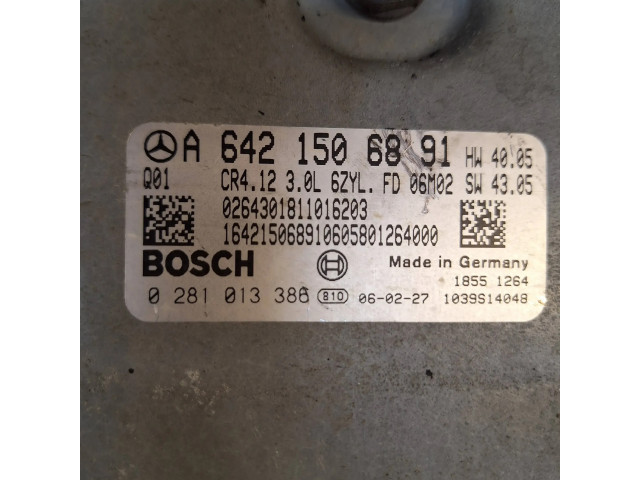 A 642 150 68 91 HW 40.05
Q01 CR4.12 3.0L 6ZYL. FD 06M02 SW 43.05
0264301811016203
164215068910605801264000
BOSCH Made in Germany
1855 1264
0 281 013 386 810 06-02-27 1039S14048